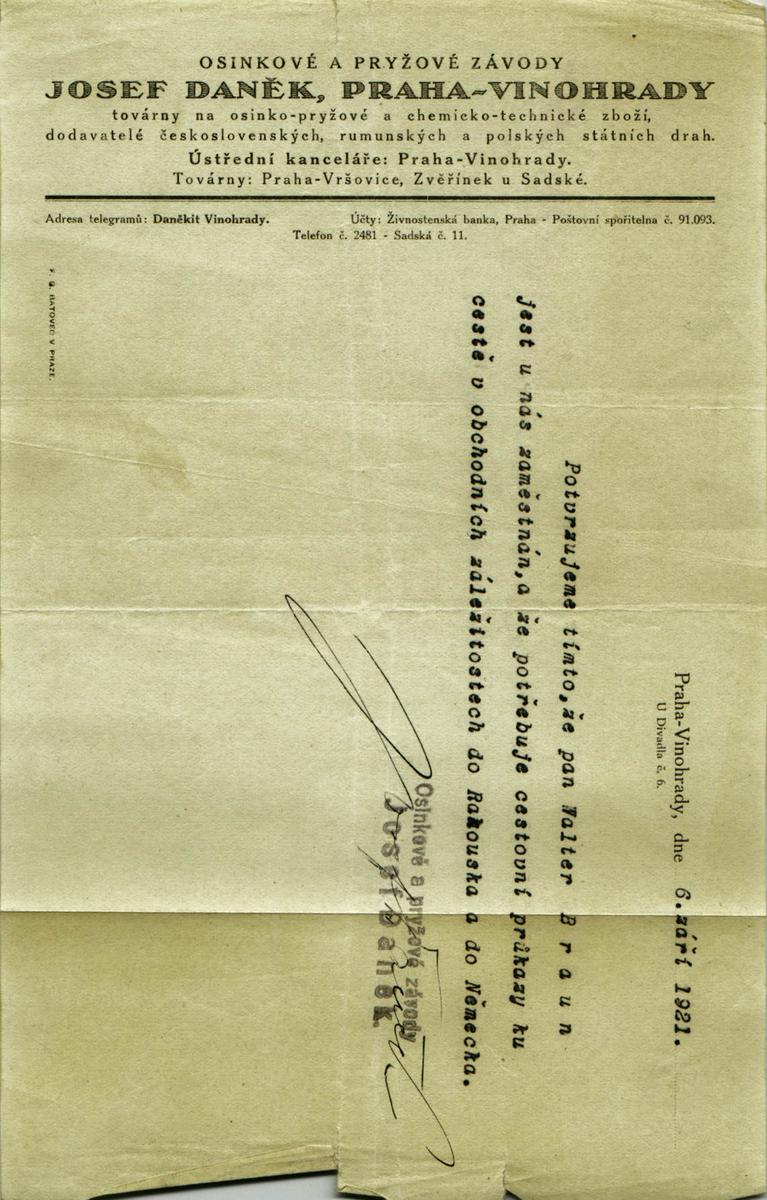 OSINKOVÉ A PRYŽOVÉ ZÁVODY
JOSEF DANĚK, PRAHA-VINOHRADY
továrny na osinko-pryžové a chemicko-technické zboží,
dodavatelé československých, rumunských a polských státních drah.
Ústřední kanceláře: Praha-Vinohrady.
Továrny: Praha-Vršovice, Zvěřínek u Sadské.
Adresa telegramů: Daněkit Vinohrady. Účty: Živnostenská banka, Praha - Poštovní spořitelna č. 91.093.
Telefon č. 2481 - Sadská č. 11.
Praha-Vinohrady, dne 6.září 1921.
U Divadla č. 6.
Potvrzujeme tímto,že pan Walter Braun
jest u nás zaměstnán,a že potřebuje cestovní průkazy ku
cestě v obchodních záležitostech do Rakouska a do Německa.
Osinkové a pryžové závody
Josef Daněk.
V PRAZE.